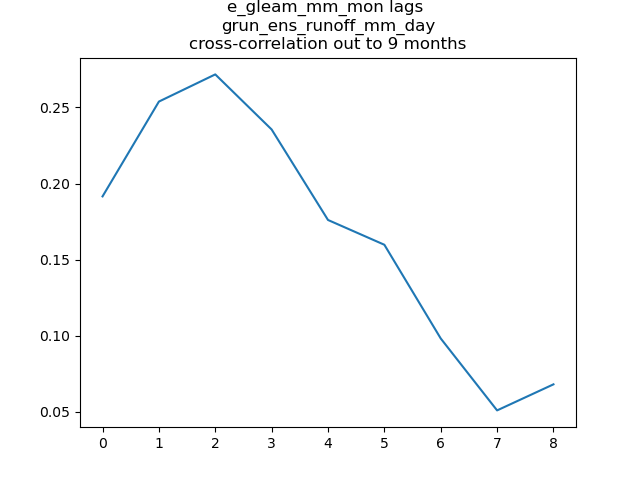 e_gleam_mm_mon lags
grun_ens_runoff_mm_day
cross-correlation out to 9 months
0.25
0.20
0.15
0.10
0.05
0 1 2 3 4 5 6 7 8